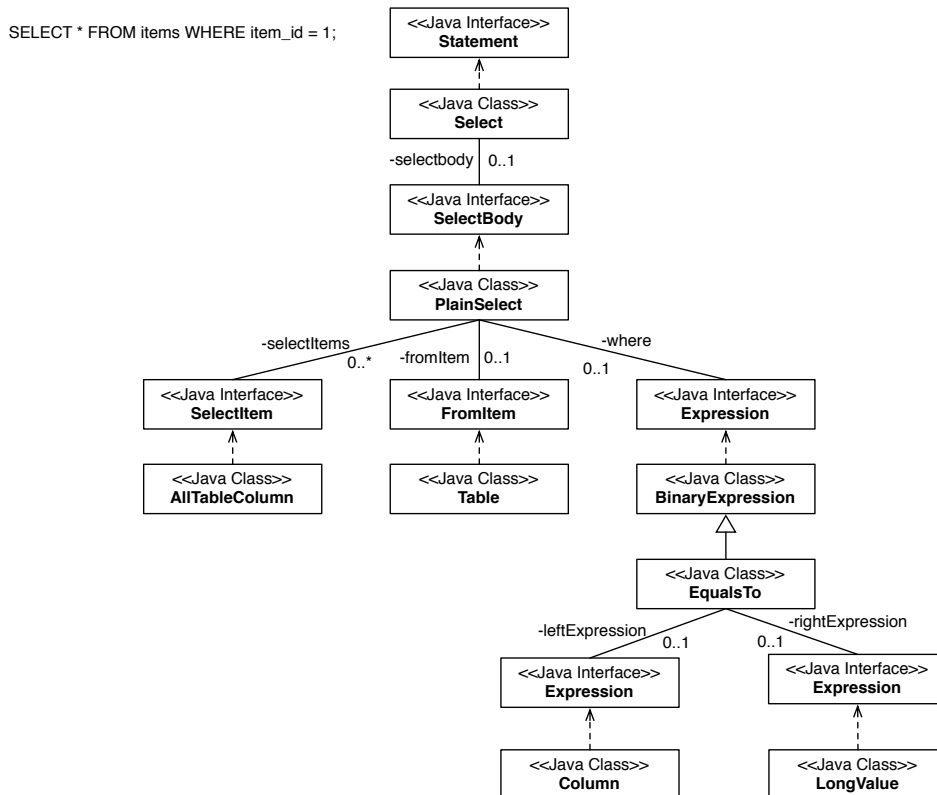 SELECT * FROM items WHERE item_id = 1;
<<Java Interface>>
Statement
<<Java Class>>
Select
-selectbody 0..1
<<Java Interface>>
SelectBody
<<Java Class>>
PlainSelect
-selectItems
0..*
-fromItem 0..1
-where
0..1
<<Java Interface>>
SelectItem
<<Java Interface>>
FromItem
<<Java Interface>>
Expression
<<Java Class>>
AllTableColumn
<<Java Class>>
Table
<<Java Class>>
BinaryExpression
<<Java Class>>
EqualsTo
-leftExpression
0..1
-rightExpression
0..1
<<Java Interface>>
Expression
<<Java Interface>>
Expression
<<Java Class>>
Column
<<Java Class>>
LongValue